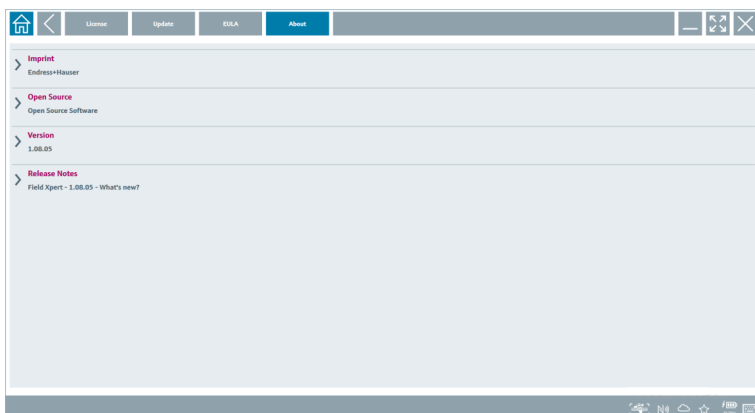 License
Update
EULA
About
Imprint
Endress+Hauser
Open Source
Open Source Software
Version
1.08.05
Release Notes
Field Xpert - 1.08.05 - What's new?